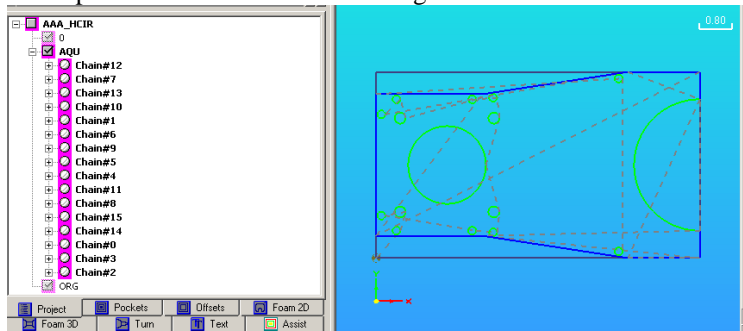 AAA_HCIR
0
AQU
Chain#12
Chain#7
Chain#13
Chain#10
Chain#1
Chain#6
Chain#9
Chain#5
Chain#4
Chain#11
Chain#8
Chain#15
Chain#14
Chain#0
Chain#3
Chain#2
ORG
Project Pockets Offsets Foam 2D
Foam 3D Turn Text Assist
0.80
Y
X